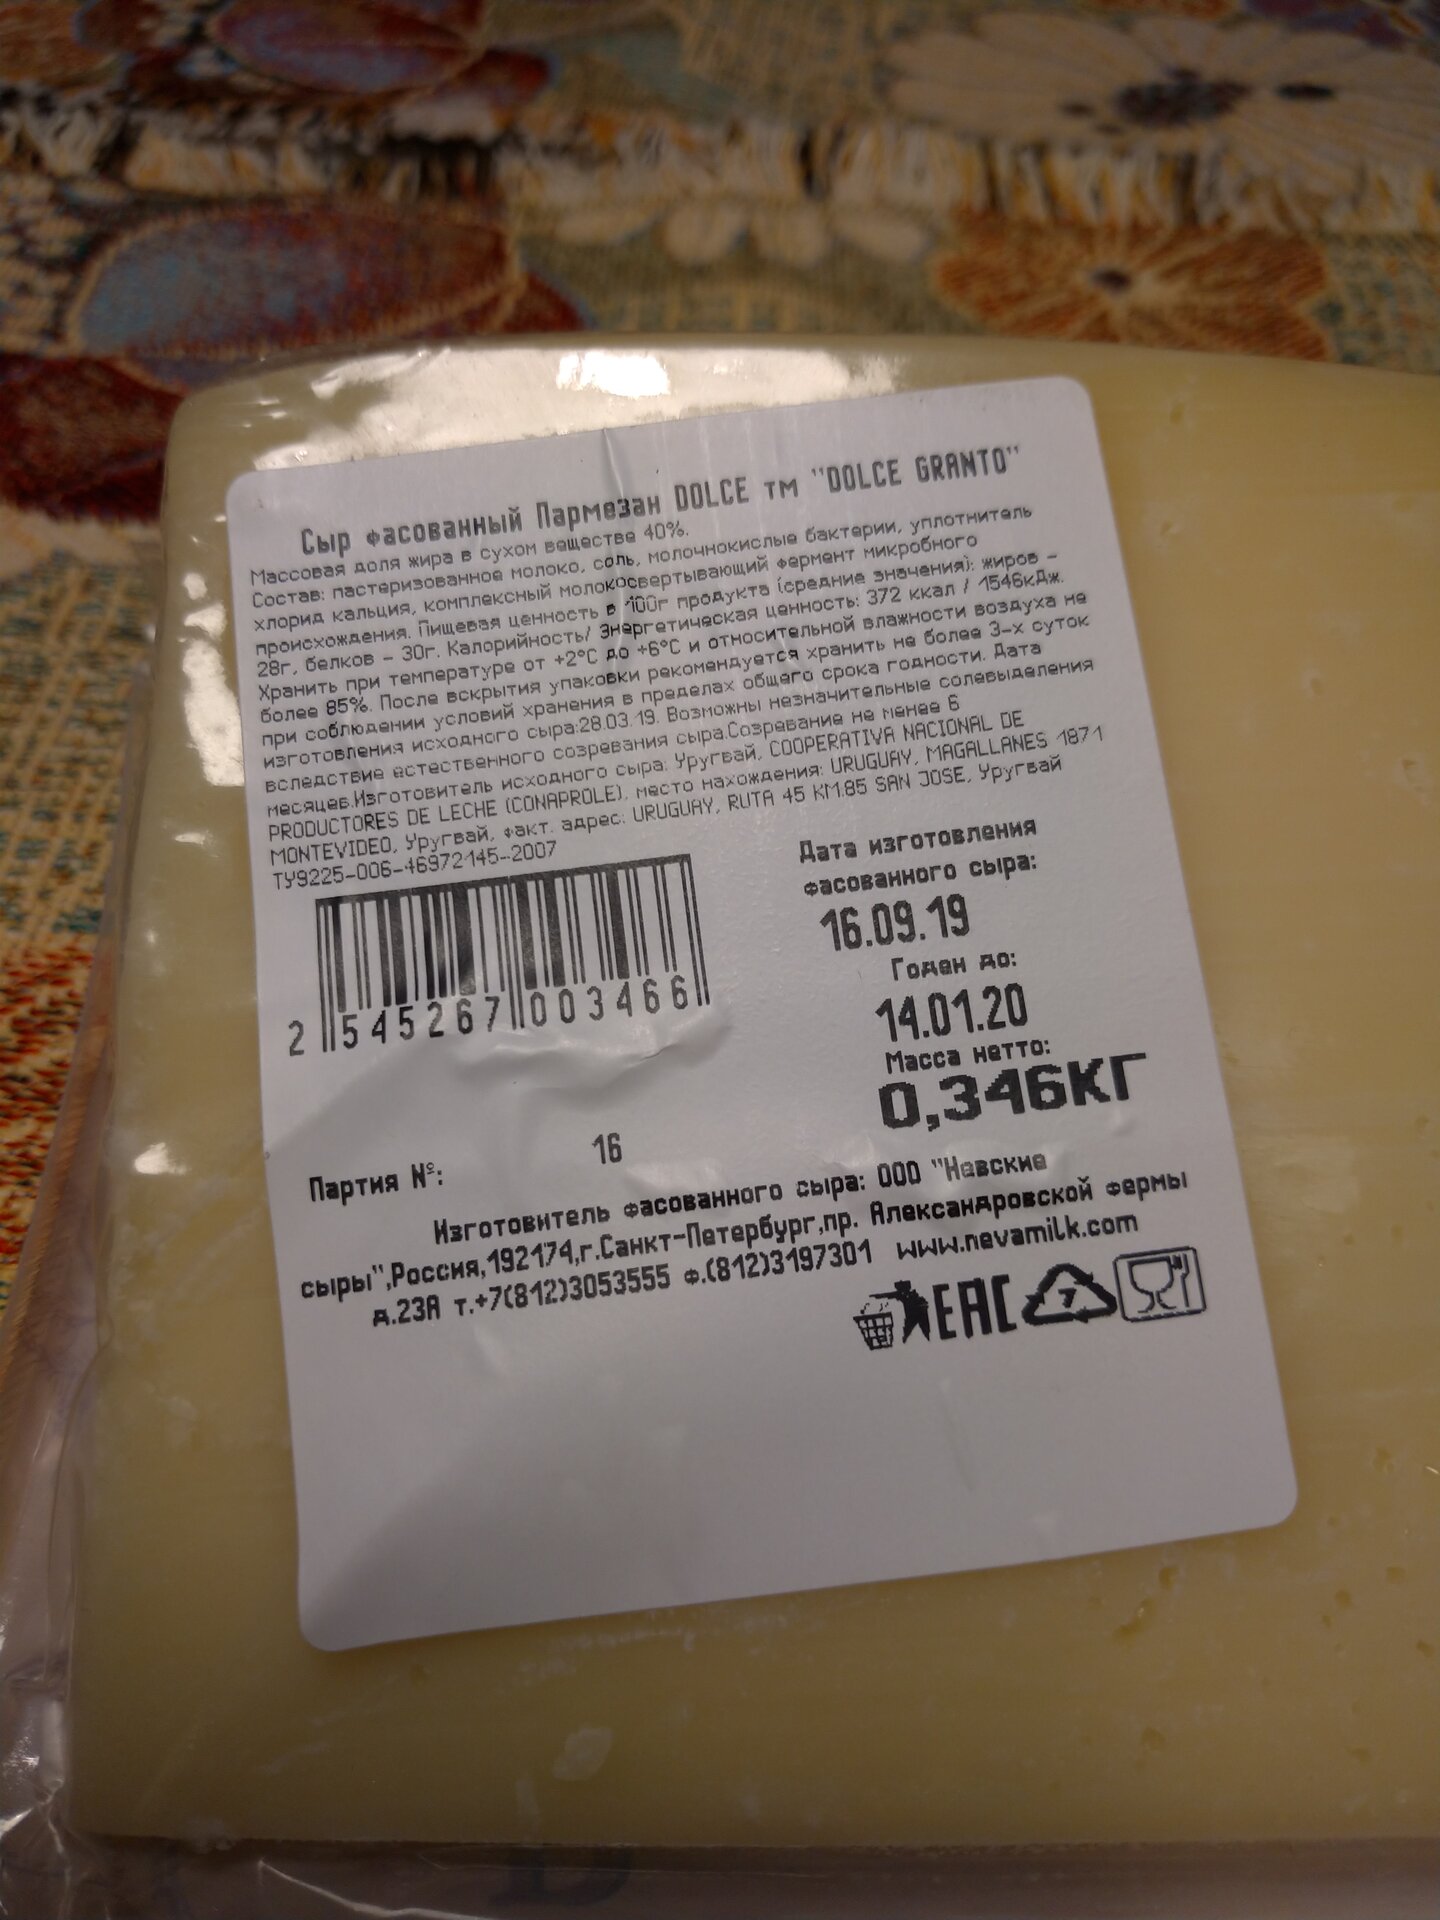 Сыр фасованный Пармезан DOLCE тм "DOLCE GRANTO"
Массовая доля жира в сухом веществе 40%.
Состав: пастеризованное молоко, соль, молочнокислые бактерии, уплотнитель
хлорид кальция, комплексный молокосвертывающий фермент микробного
происхождения. Пищевая ценность в 100г продукта (средние значения): жиров -
28г, белков - 30г. Калорийность/ Энергетическая ценность: 372 ккал / 1546кДж.
Хранить при температуре от +2°C до +6°C и относительной влажности воздуха не
более 85%. После вскрытия упаковки рекомендуется хранить не более 3-х суток
при соблюдении условий хранения в пределах общего срока годности. Дата
изготовления исходного сыра:28.03.19. Возможны незначительные солевыделения
вследствие естественного созревания сыра.Созревание не менее 6
месяцев.Изготовитель исходного сыра: Уругвай, COOPERATIVA NACIONAL DE
PRODUCTORES DE LECHE (CONAPROLE), место нахождения: URUGUAY, MAGALLANES 1871
MONTEVIDEO, Уругвай, факт. адрес: URUGUAY, RUTA 45 KM.85 SAN JOSE, Уругвай
ТУ9225-006-46972145-2007
Дата изготовления
фасованного сыра:
16.09.19
Годен до:
14.01.20
Масса нетто:
0,346КГ
2 545267 003466
Партия №: 16
Изготовитель фасованного сыра: ООО "Невские
сыры",Россия,192174,г.Санкт-Петербург,пр. Александровской фермы
д.23А т.+7(812)3053555 ф.(812)3197301 www.nevamilk.com
EAC 7